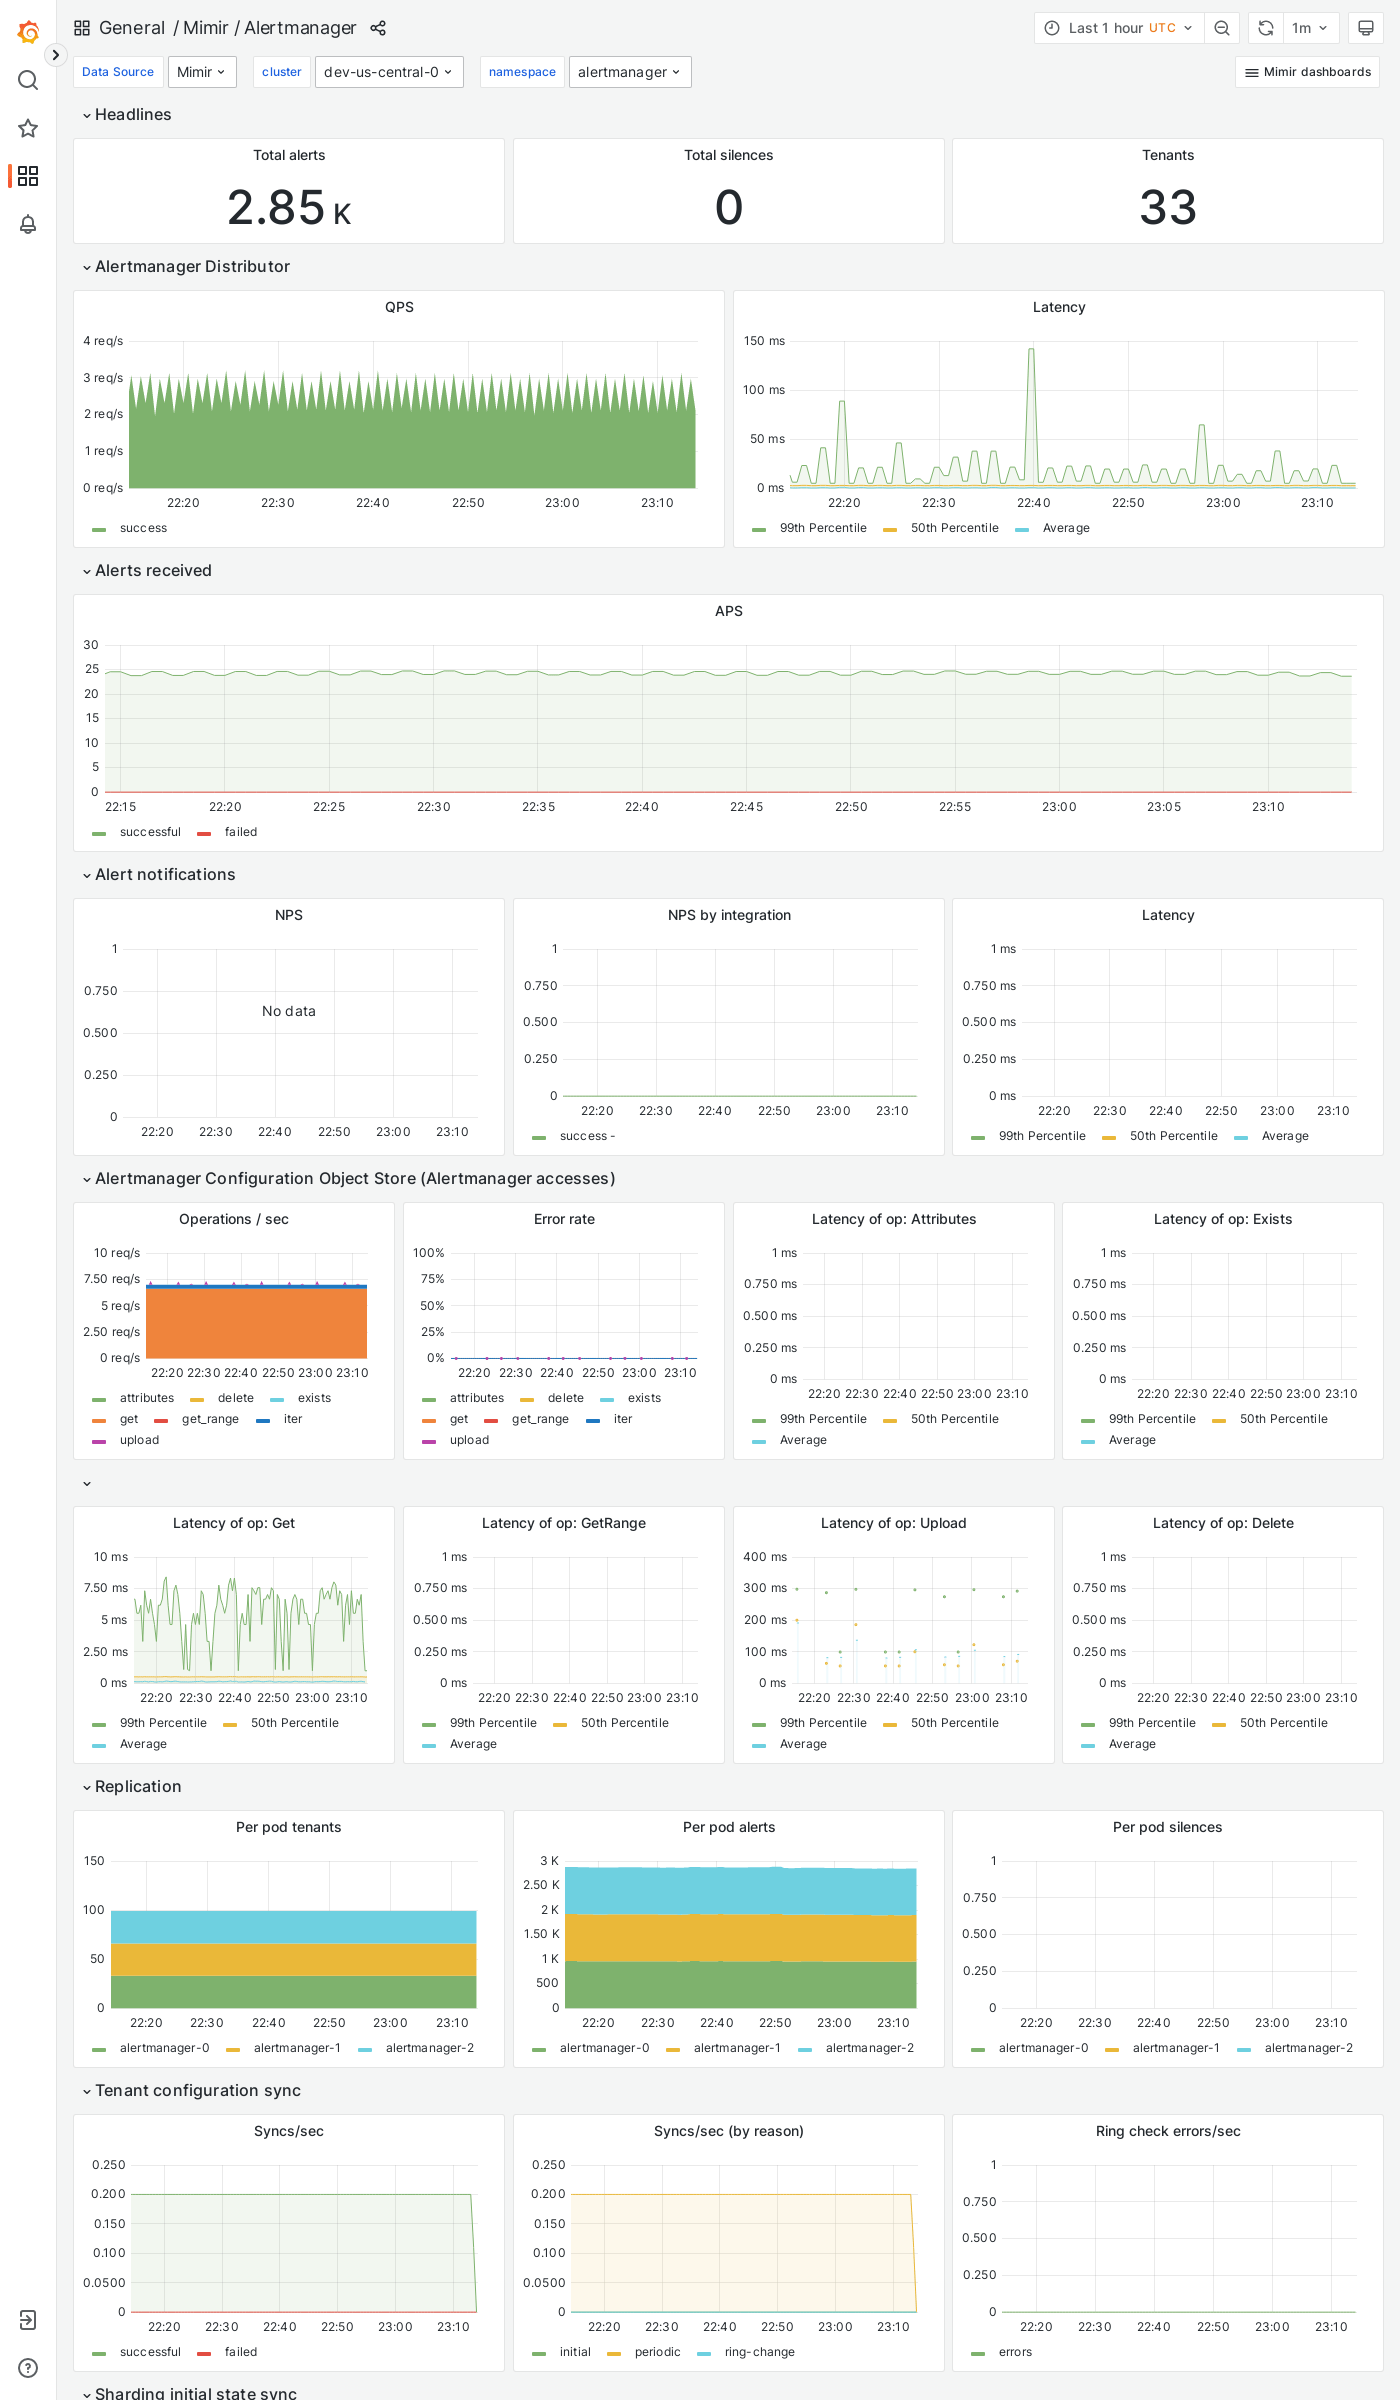 General / Mimir / Alertmanager
Last 1 hour UTC
1m
Data Source Mimir cluster dev-us-central-0 namespace alertmanager
Mimir dashboards
Headlines
Total alerts
2.85 K
Total silences
0
Tenants
33
Alertmanager Distributor
QPS
4 req/s
3 req/s
2 req/s
1 req/s
0 req/s
22:20 22:30 22:40 22:50 23:00 23:10
success
Latency
150 ms
100 ms
50 ms
0 ms
22:20 22:30 22:40 22:50 23:00 23:10
99th Percentile 50th Percentile Average
Alerts received
APS
30
25
20
15
10
5
0
22:15 22:20 22:25 22:30 22:35 22:40 22:45 22:50 22:55 23:00 23:05 23:10
successful failed
Alert notifications
NPS
1
0.750
0.500
0.250
0
No data
22:20 22:30 22:40 22:50 23:00 23:10
NPS by integration
1
0.750
0.500
0.250
0
22:20 22:30 22:40 22:50 23:00 23:10
success -
Latency
1 ms
0.750 ms
0.500 ms
0.250 ms
0 ms
22:20 22:30 22:40 22:50 23:00 23:10
99th Percentile 50th Percentile Average
Alertmanager Configuration Object Store (Alertmanager accesses)
Operations / sec
10 req/s
7.50 req/s
5 req/s
2.50 req/s
0 req/s
22:20 22:30 22:40 22:50 23:00 23:10
attributes delete exists
get get_range iter
upload
Error rate
100%
75%
50%
25%
0%
22:20 22:30 22:40 22:50 23:00 23:10
attributes delete exists
get get_range iter
upload
Latency of op: Attributes
1 ms
0.750 ms
0.500 ms
0.250 ms
0 ms
22:20 22:30 22:40 22:50 23:00 23:10
99th Percentile 50th Percentile
Average
Latency of op: Exists
1 ms
0.750 ms
0.500 ms
0.250 ms
0 ms
22:20 22:30 22:40 22:50 23:00 23:10
99th Percentile 50th Percentile
Average
Latency of op: Get
10 ms
7.50 ms
5 ms
2.50 ms
0 ms
22:20 22:30 22:40 22:50 23:00 23:10
99th Percentile 50th Percentile
Average
Latency of op: GetRange
1 ms
0.750 ms
0.500 ms
0.250 ms
0 ms
22:20 22:30 22:40 22:50 23:00 23:10
99th Percentile 50th Percentile
Average
Latency of op: Upload
400 ms
300 ms
200 ms
100 ms
0 ms
22:20 22:30 22:40 22:50 23:00 23:10
99th Percentile 50th Percentile
Average
Latency of op: Delete
1 ms
0.750 ms
0.500 ms
0.250 ms
0 ms
22:20 22:30 22:40 22:50 23:00 23:10
99th Percentile 50th Percentile
Average
Replication
Per pod tenants
150
100
50
0
22:20 22:30 22:40 22:50 23:00 23:10
alertmanager-0 alertmanager-1 alertmanager-2
Per pod alerts
3 K
2.50 K
2 K
1.50 K
1 K
500
0
22:20 22:30 22:40 22:50 23:00 23:10
alertmanager-0 alertmanager-1 alertmanager-2
Per pod silences
1
0.750
0.500
0.250
0
22:20 22:30 22:40 22:50 23:00 23:10
alertmanager-0 alertmanager-1 alertmanager-2
Tenant configuration sync
Syncs/sec
0.250
0.200
0.150
0.100
0.0500
0
22:20 22:30 22:40 22:50 23:00 23:10
successful failed
Syncs/sec (by reason)
0.250
0.200
0.150
0.100
0.0500
0
22:20 22:30 22:40 22:50 23:00 23:10
initial periodic ring-change
Ring check errors/sec
1
0.750
0.500
0.250
0
22:20 22:30 22:40 22:50 23:00 23:10
errors
Sharding initial state sync